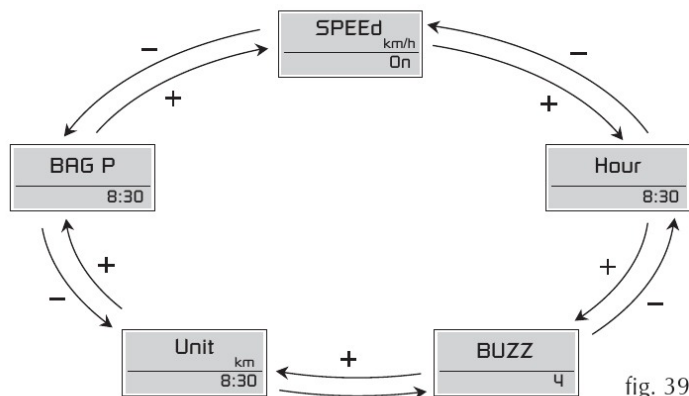 SPEEd
km/h
On
−
+
−
+
BAG P
8:30
Hour
8:30
+
−
+
−
Unit
km
8:30
+
BUZZ
4
fig. 39